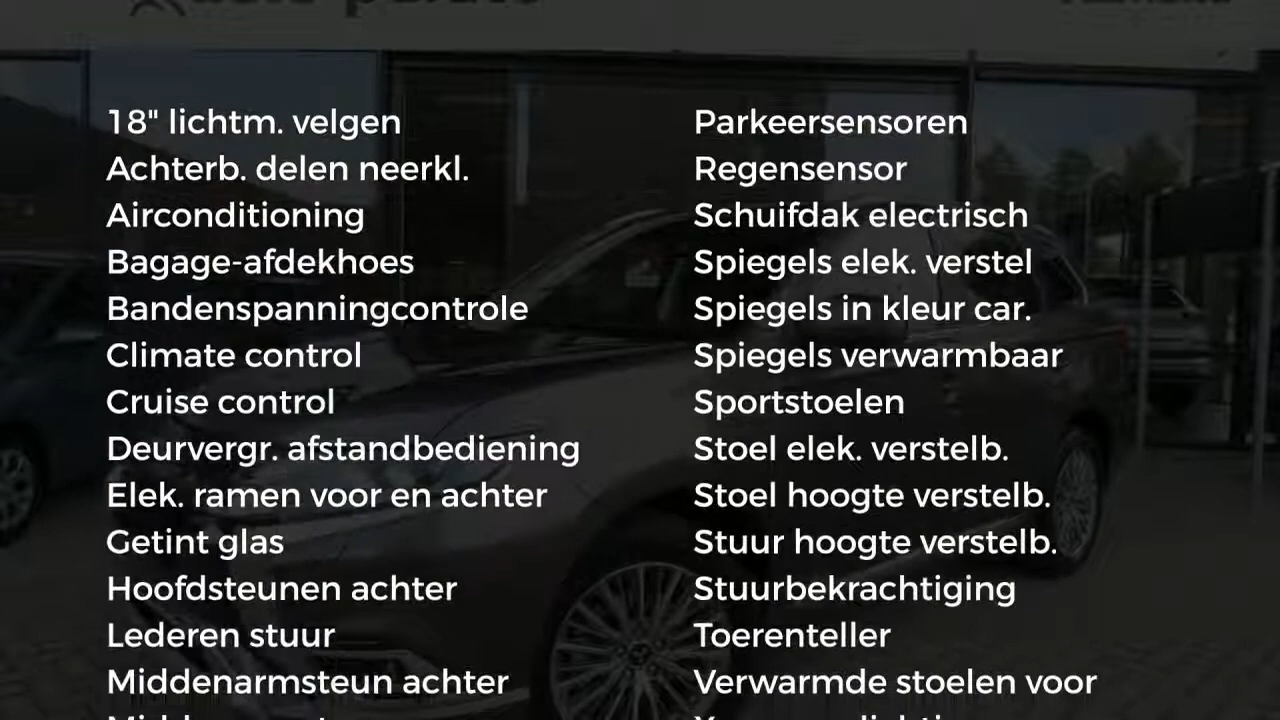 18" lichtm. velgen
Achterb. delen neerkl.
Airconditioning
Bagage-afdekhoes
Bandenspanningcontrole
Climate control
Cruise control
Deurvergr. afstandbediening
Elek. ramen voor en achter
Getint glas
Hoofdsteunen achter
Lederen stuur
Middenarmsteun achter
Parkeersensoren
Regensensor
Schuifdak electrisch
Spiegels elek. verstel
Spiegels in kleur car.
Spiegels verwarmbaar
Sportstoelen
Stoel elek. verstelb.
Stoel hoogte verstelb.
Stuur hoogte verstelb.
Stuurbekrachtiging
Toerenteller
Verwarmde stoelen voor